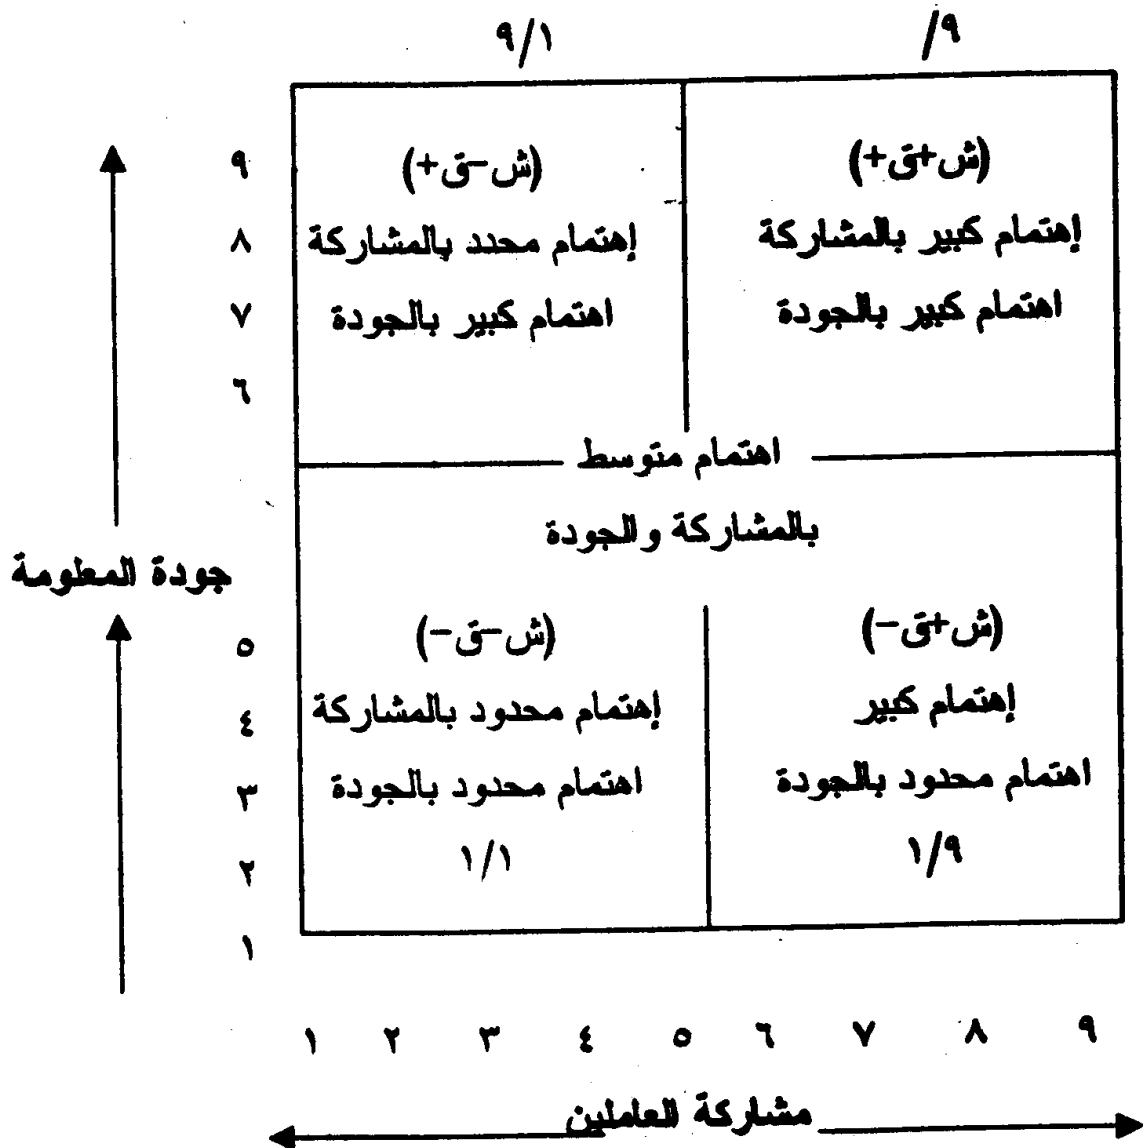 ٩/١
/٩
٩
٨
٧
٦
(ش-ق+)
إهتمام محدد بالمشاركة
اهتمام كبير بالجودة
(ش+ق+)
إهتمام كبير بالمشاركة
اهتمام كبير بالجودة
اهتمام متوسط
بالمشاركة والجودة
جودة المعلومة
٥
٤
٣
٢
١
(ش-ق-)
إهتمام محدود بالمشاركة
اهتمام محدود بالجودة
١/١
(ش+ق-)
إهتمام كبير
اهتمام محدود بالجودة
١/٩
١ ٢ ٣ ٤ ٥ ٦ ٧ ٨ ٩
مشاركة العاملين